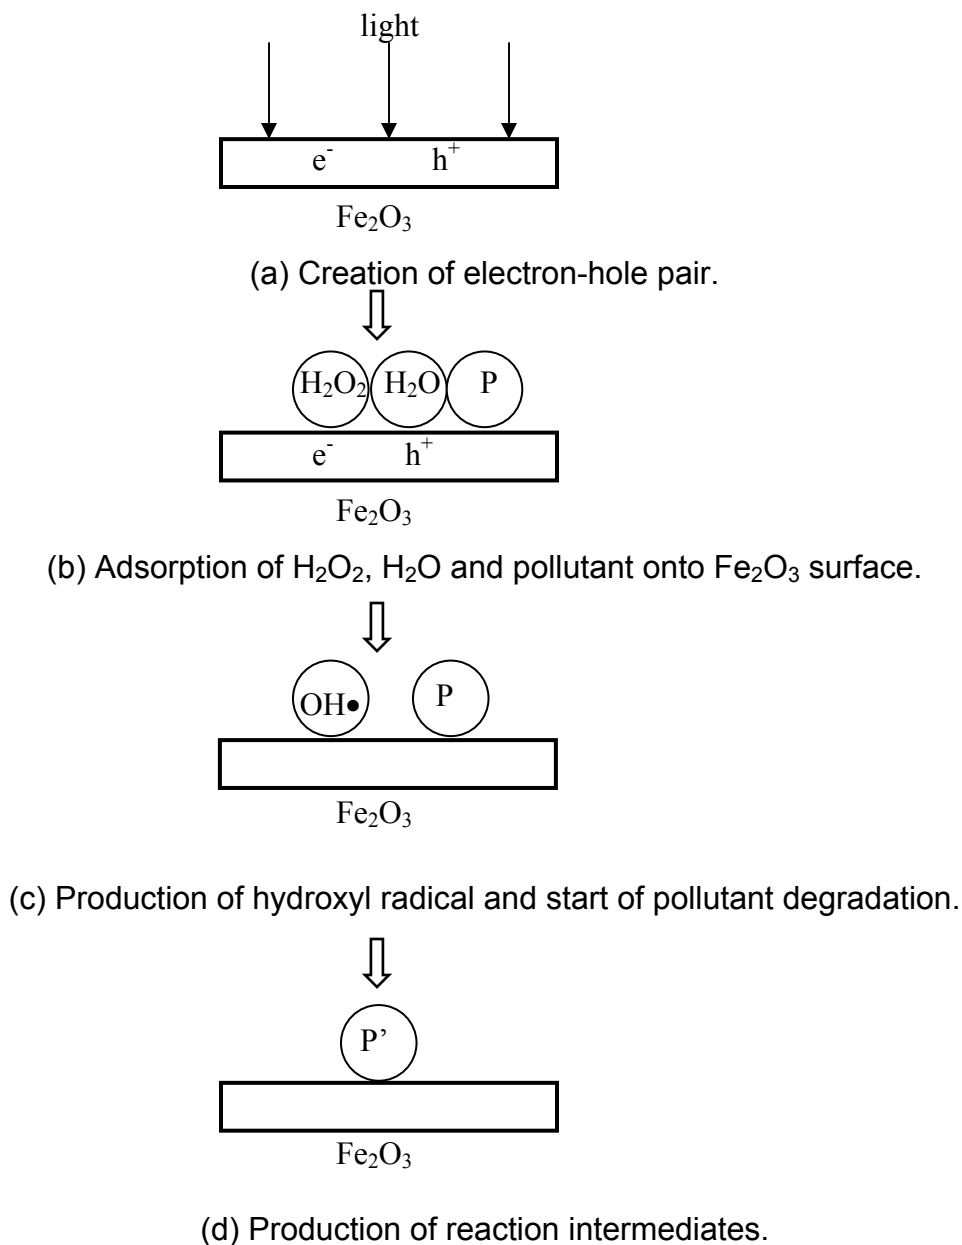 light
e⁻ h⁺
Fe₂O₃
(a) Creation of electron-hole pair.
H₂O₂ H₂O P
e⁻ h⁺
Fe₂O₃
(b) Adsorption of H₂O₂, H₂O and pollutant onto Fe₂O₃ surface.
OH• P
Fe₂O₃
(c) Production of hydroxyl radical and start of pollutant degradation.
P’
Fe₂O₃
(d) Production of reaction intermediates.